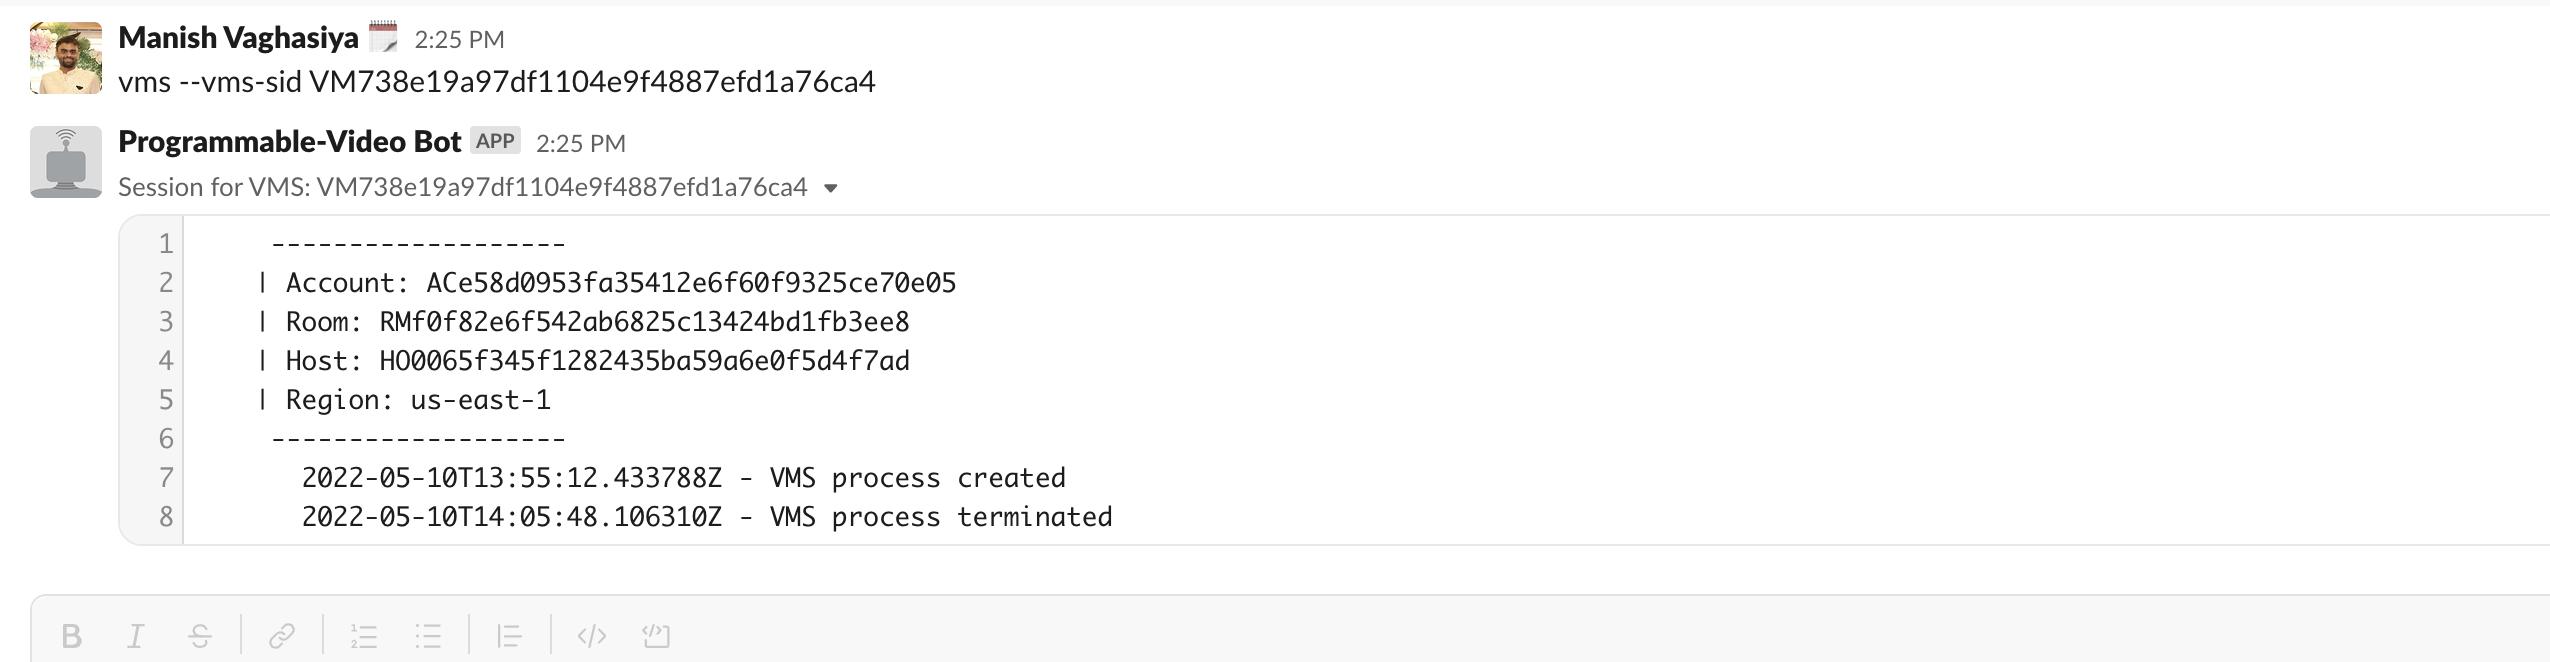 Manish Vaghasiya 2:25 PM
vms --vms-sid VM738e19a97df1104e9f4887efd1a76ca4
Programmable-Video Bot APP 2:25 PM
Session for VMS: VM738e19a97df1104e9f4887efd1a76ca4
1 -------------------
2 | Account: ACe58d0953fa35412e6f60f9325ce70e05
3 | Room: RMf0f82e6f542ab6825c13424bd1fb3ee8
4 | Host: HO0065f345f1282435ba59a6e0f5d4f7ad
5 | Region: us-east-1
6 -------------------
7 2022-05-10T13:55:12.433788Z - VMS process created
8 2022-05-10T14:05:48.106310Z - VMS process terminated